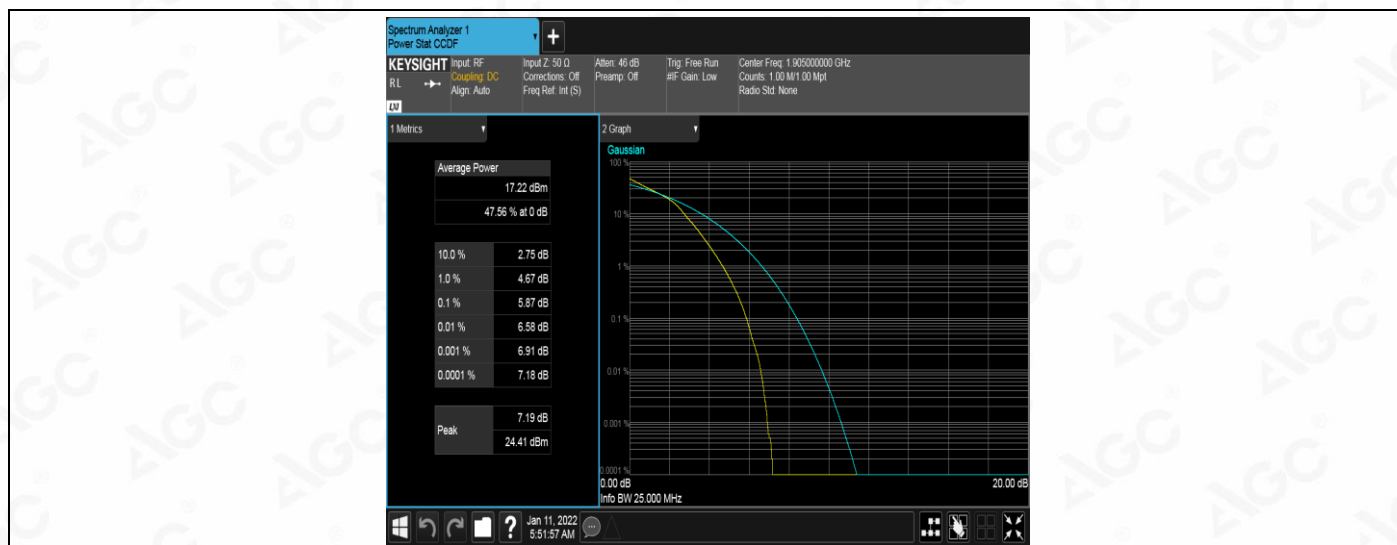 Spectrum Analyzer 1
Power Stat CCDF
KEYSIGHT
R L
LXI
Input: RF
Coupling: DC
Align: Auto
Input Z: 50 Ω
Corrections: Off
Freq Ref: Int (S)
Atten: 46 dB
Preamp: Off
Trig: Free Run
#IF Gain: Low
Center Freq: 1.905000000 GHz
Counts: 1.00 M/1.00 Mpt
Radio Std: None
1 Metrics
Average Power
17.22 dBm
47.56 % at 0 dB
10.0 % 2.75 dB
1.0 % 4.67 dB
0.1 % 5.87 dB
0.01 % 6.58 dB
0.001 % 6.91 dB
0.0001 % 7.18 dB
Peak
7.19 dB
24.41 dBm
2 Graph
Gaussian
100 %
10 %
1 %
0.1 %
0.01 %
0.001 %
0.0001 %
0.00 dB
20.00 dB
Info BW 25.000 MHz
Jan 11, 2022
5:51:57 AM
AGC